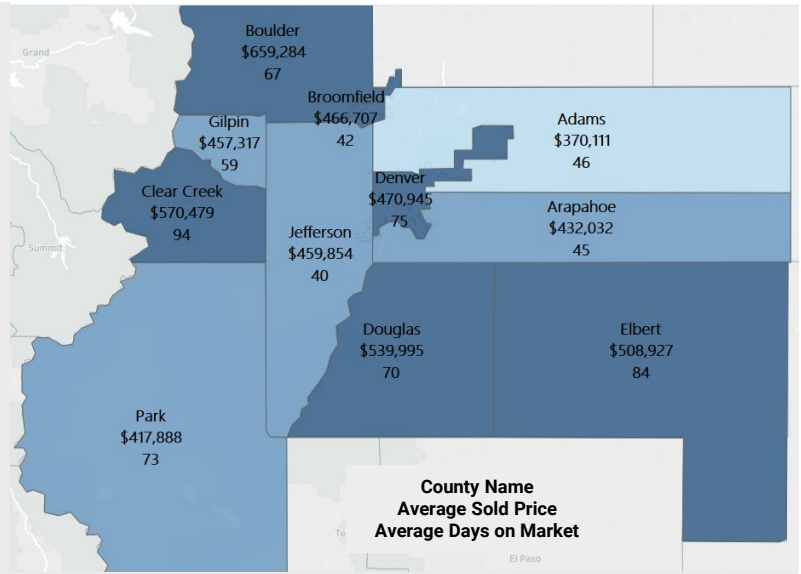 Grand
Boulder
$659,284
67
Broomfield
$466,707
42
Gilpin
$457,317
59
Adams
$370,111
46
Clear Creek
$570,479
94
Denver
$470,945
75
Arapahoe
$432,032
45
Summit
Jefferson
$459,854
40
Douglas
$539,995
70
Elbert
$508,927
84
Park
$417,888
73
County Name
Average Sold Price
Average Days on Market
Te
El Paso